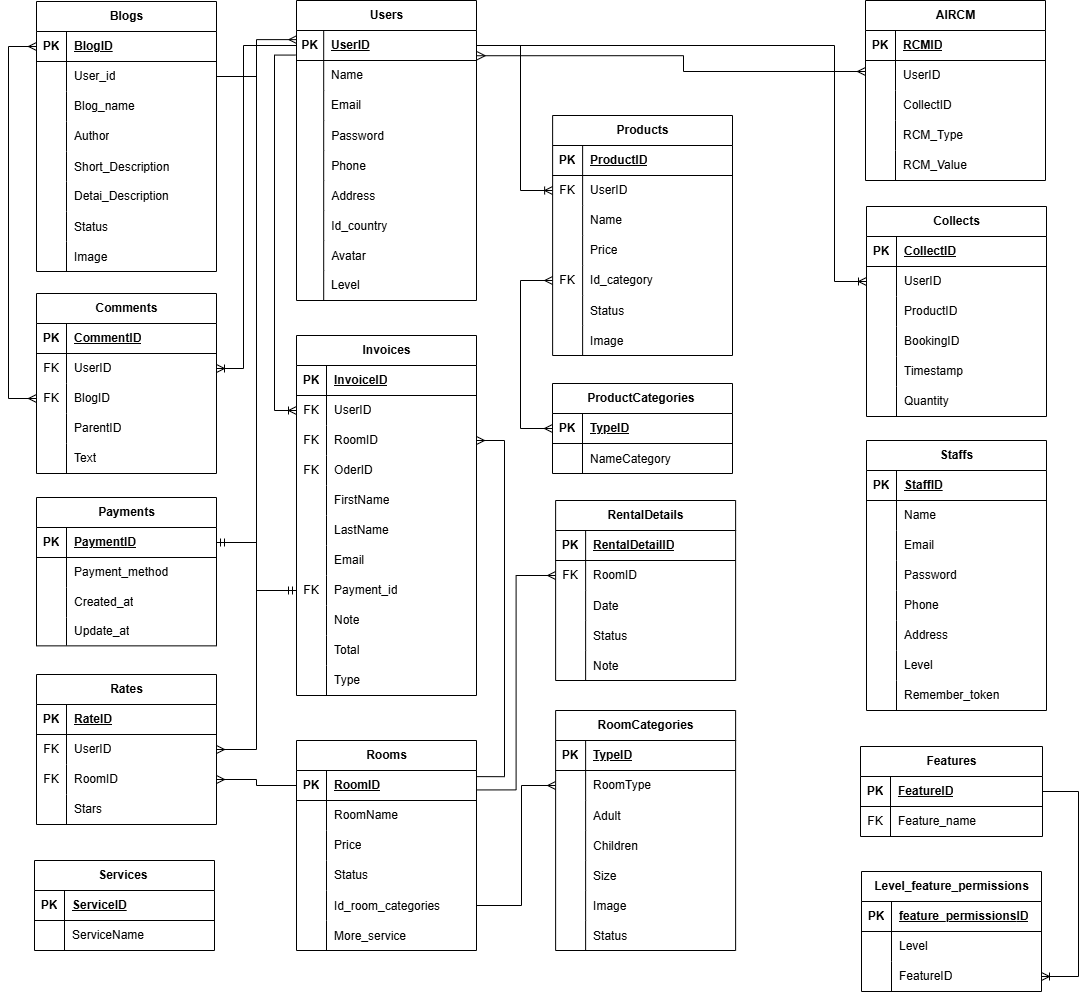 Blogs
PK BlogID
User_id
Blog_name
Author
Short_Description
Detai_Description
Status
Image
Users
PK UserID
Name
Email
Password
Phone
Address
Id_country
Avatar
Level
AIRCM
PK RCMID
UserID
CollectID
RCM_Type
RCM_Value
Products
PK ProductID
FK UserID
Name
Price
FK Id_category
Status
Image
Collects
PK CollectID
UserID
ProductID
BookingID
Timestamp
Quantity
Comments
PK CommentID
FK UserID
FK BlogID
ParentID
Text
Invoices
PK InvoiceID
FK UserID
FK RoomID
FK OderID
FirstName
LastName
Email
FK Payment_id
Note
Total
Type
ProductCategories
PK TypeID
NameCategory
Staffs
PK StaffID
Name
Email
Password
Phone
Address
Level
Remember_token
Payments
PK PaymentID
Payment_method
Created_at
Update_at
RentalDetails
PK RentalDetailID
FK RoomID
Date
Status
Note
Rates
PK RateID
FK UserID
FK RoomID
Stars
Rooms
PK RoomID
RoomName
Price
Status
Id_room_categories
More_service
RoomCategories
PK TypeID
RoomType
Adult
Children
Size
Image
Status
Features
PK FeatureID
FK Feature_name
Services
PK ServiceID
ServiceName
Level_feature_permissions
PK feature_permissionsID
Level
FeatureID